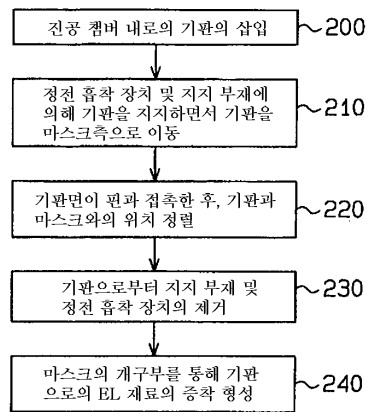 진공 챔버 내로의 기판의 삽입
200
정전 흡착 장치 및 지지 부재에
의해 기판을 지지하면서 기판을
마스크측으로 이동
210
기판면이 핀과 접촉한 후, 기판과
마스크와의 위치 정렬
220
기판으로부터 지지 부재 및
정전 흡착 장치의 제거
230
마스크의 개구부를 통해 기판
으로의 EL 재료의 증착 형성
240